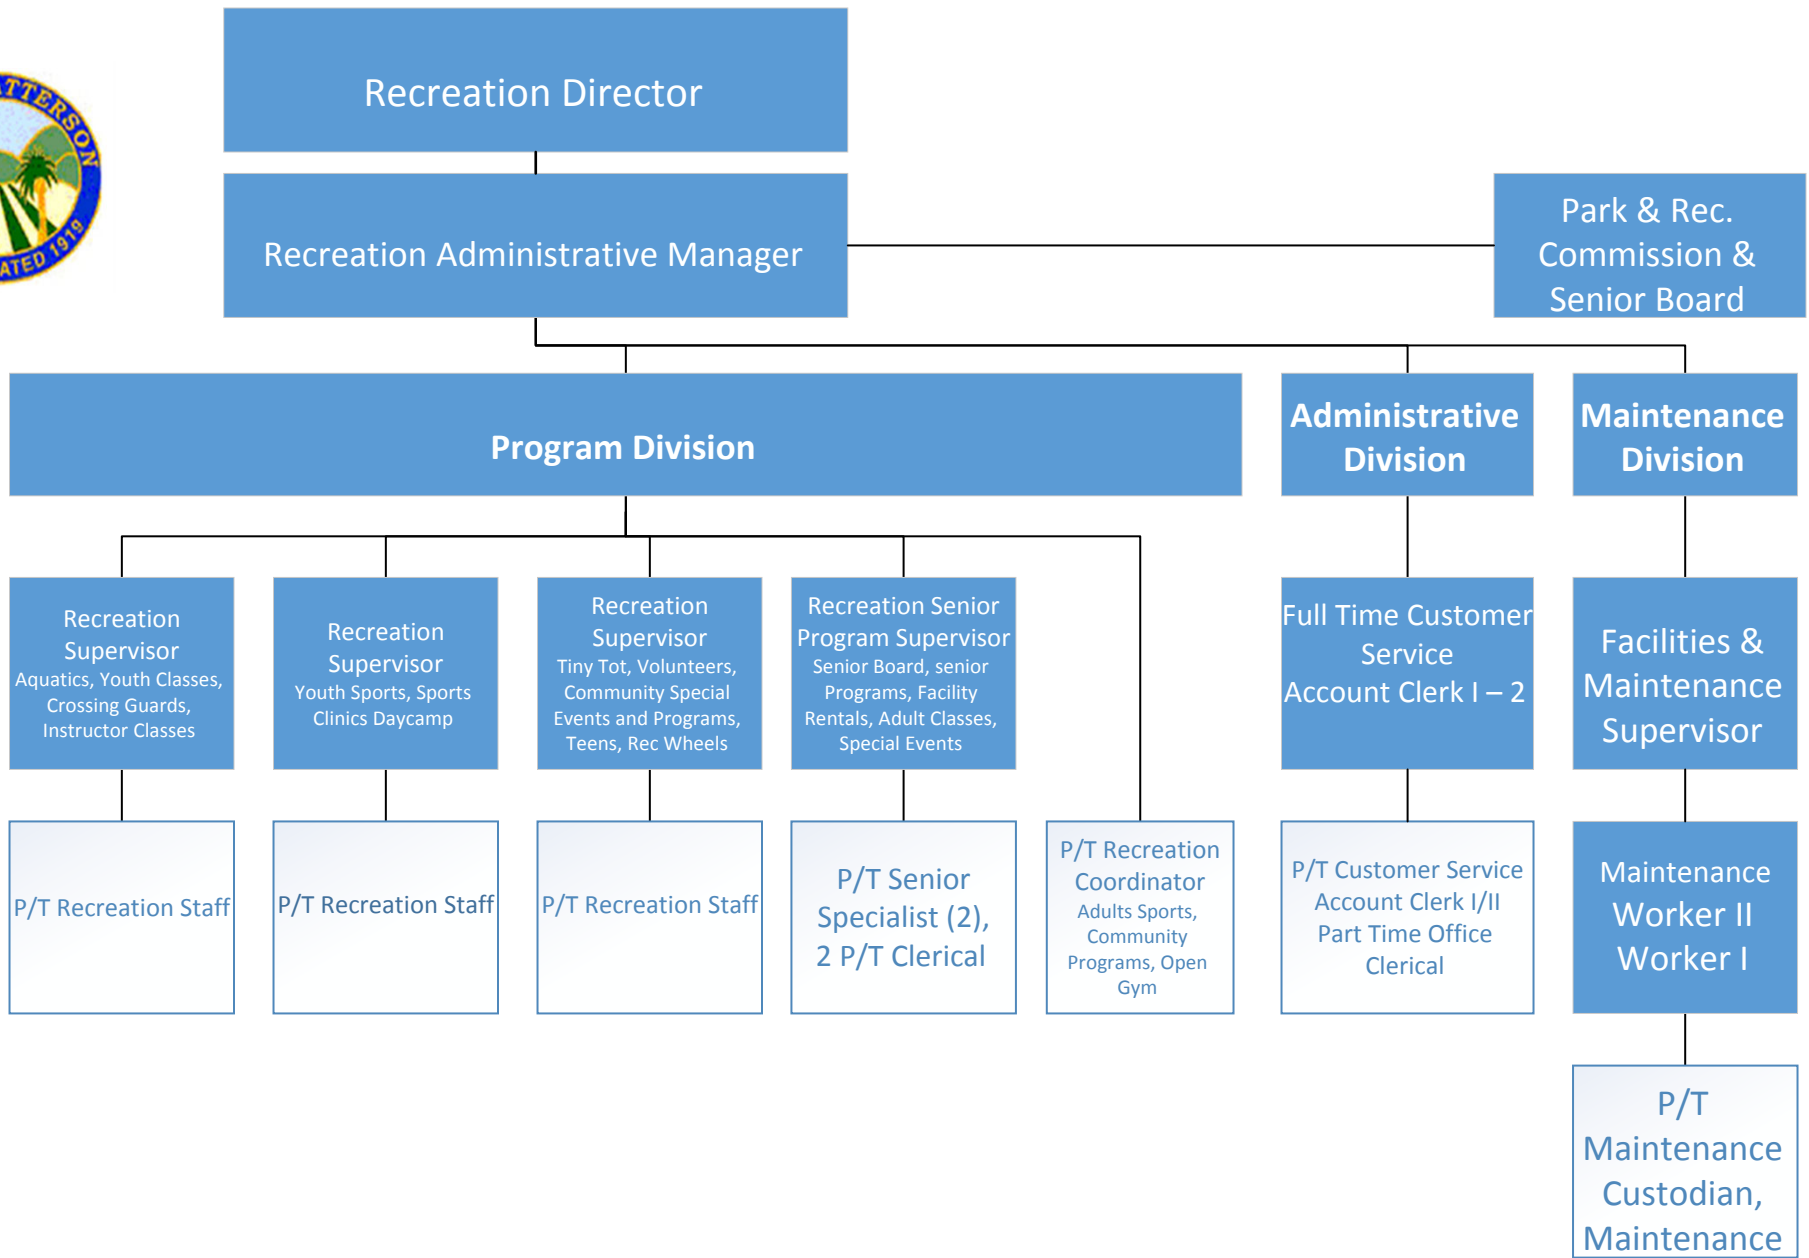 Recreation Director
ATTERSON
ATED 1919
Recreation Administrative Manager
Park & Rec.
Commission &
Senior Board
Program Division
Administrative
Division
Maintenance
Division
Recreation
Supervisor
Aquatics, Youth Classes,
Crossing Guards,
Instructor Classes
Recreation
Supervisor
Youth Sports, Sports
Clinics Daycamp
Recreation
Supervisor
Tiny Tot, Volunteers,
Community Special
Events and Programs,
Teens, Rec Wheels
Recreation Senior
Program Supervisor
Senior Board, senior
Programs, Facility
Rentals, Adult Classes,
Special Events
Full Time Customer
Service
Account Clerk I – 2
Facilities &
Maintenance
Supervisor
P/T Recreation Staff
P/T Recreation Staff
P/T Recreation Staff
P/T Senior
Specialist (2),
2 P/T Clerical
P/T Recreation
Coordinator
Adults Sports,
Community
Programs, Open
Gym
P/T Customer Service
Account Clerk I/II
Part Time Office
Clerical
Maintenance
Worker II
Worker I
P/T
Maintenance
Custodian,
Maintenance